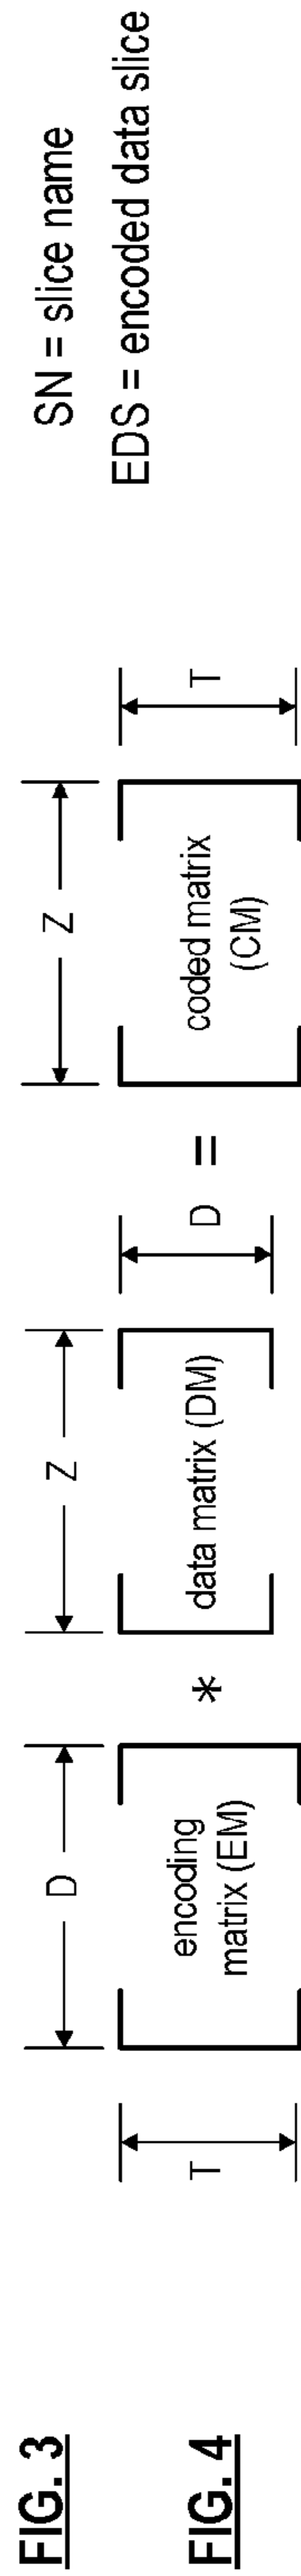 FIG. 3
SN = slice name
EDS = encoded data slice
FIG. 4
D
T
encoding
matrix (EM)
*
Z
data matrix (DM)
D
=
Z
coded matrix
(CM)
T